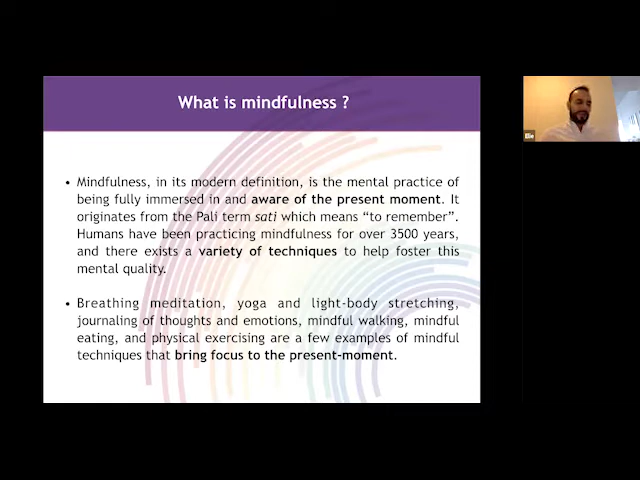 What is mindfulness ?
• Mindfulness, in its modern definition, is the mental practice of
being fully immersed in and aware of the present moment. It
originates from the Pali term sati which means “to remember”.
Humans have been practicing mindfulness for over 3500 years,
and there exists a variety of techniques to help foster this
mental quality.
• Breathing meditation, yoga and light-body stretching,
journaling of thoughts and emotions, mindful walking, mindful
eating, and physical exercising are a few examples of mindful
techniques that bring focus to the present-moment.
Elie